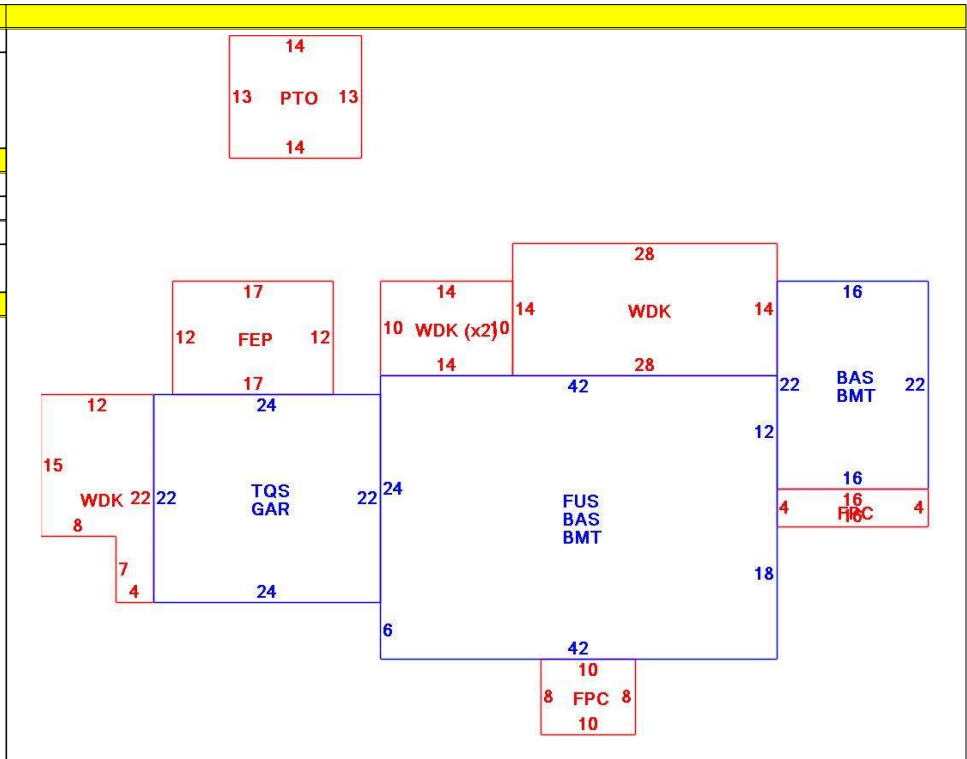 14
13 PTO 13
14
28
17
14
16
12 FEP 12
10 WDK (x2) 10
14 WDK 14
17
14
28
12
24
42
22 BAS 22
BMT
12
15
WDK 22
22 TQS 22
GAR
24
FUS
BAS
BMT
16
4 16 4
FPC
16
8
7
4
24
18
6
42
10
8 FPC 8
10